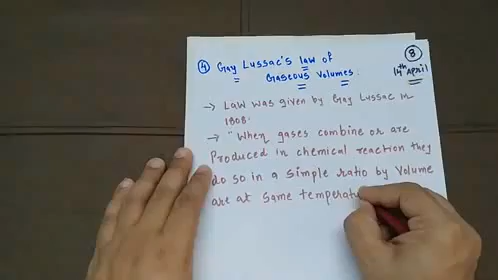 ④ Gay Lussac's law of
Gaseous Volumes.
8
14th April
→ Law was given by Gay Lussac in
1808.
→ "When gases combine or are
Produced in chemical reaction they
do so in a simple ratio by Volume
are at same temperatu